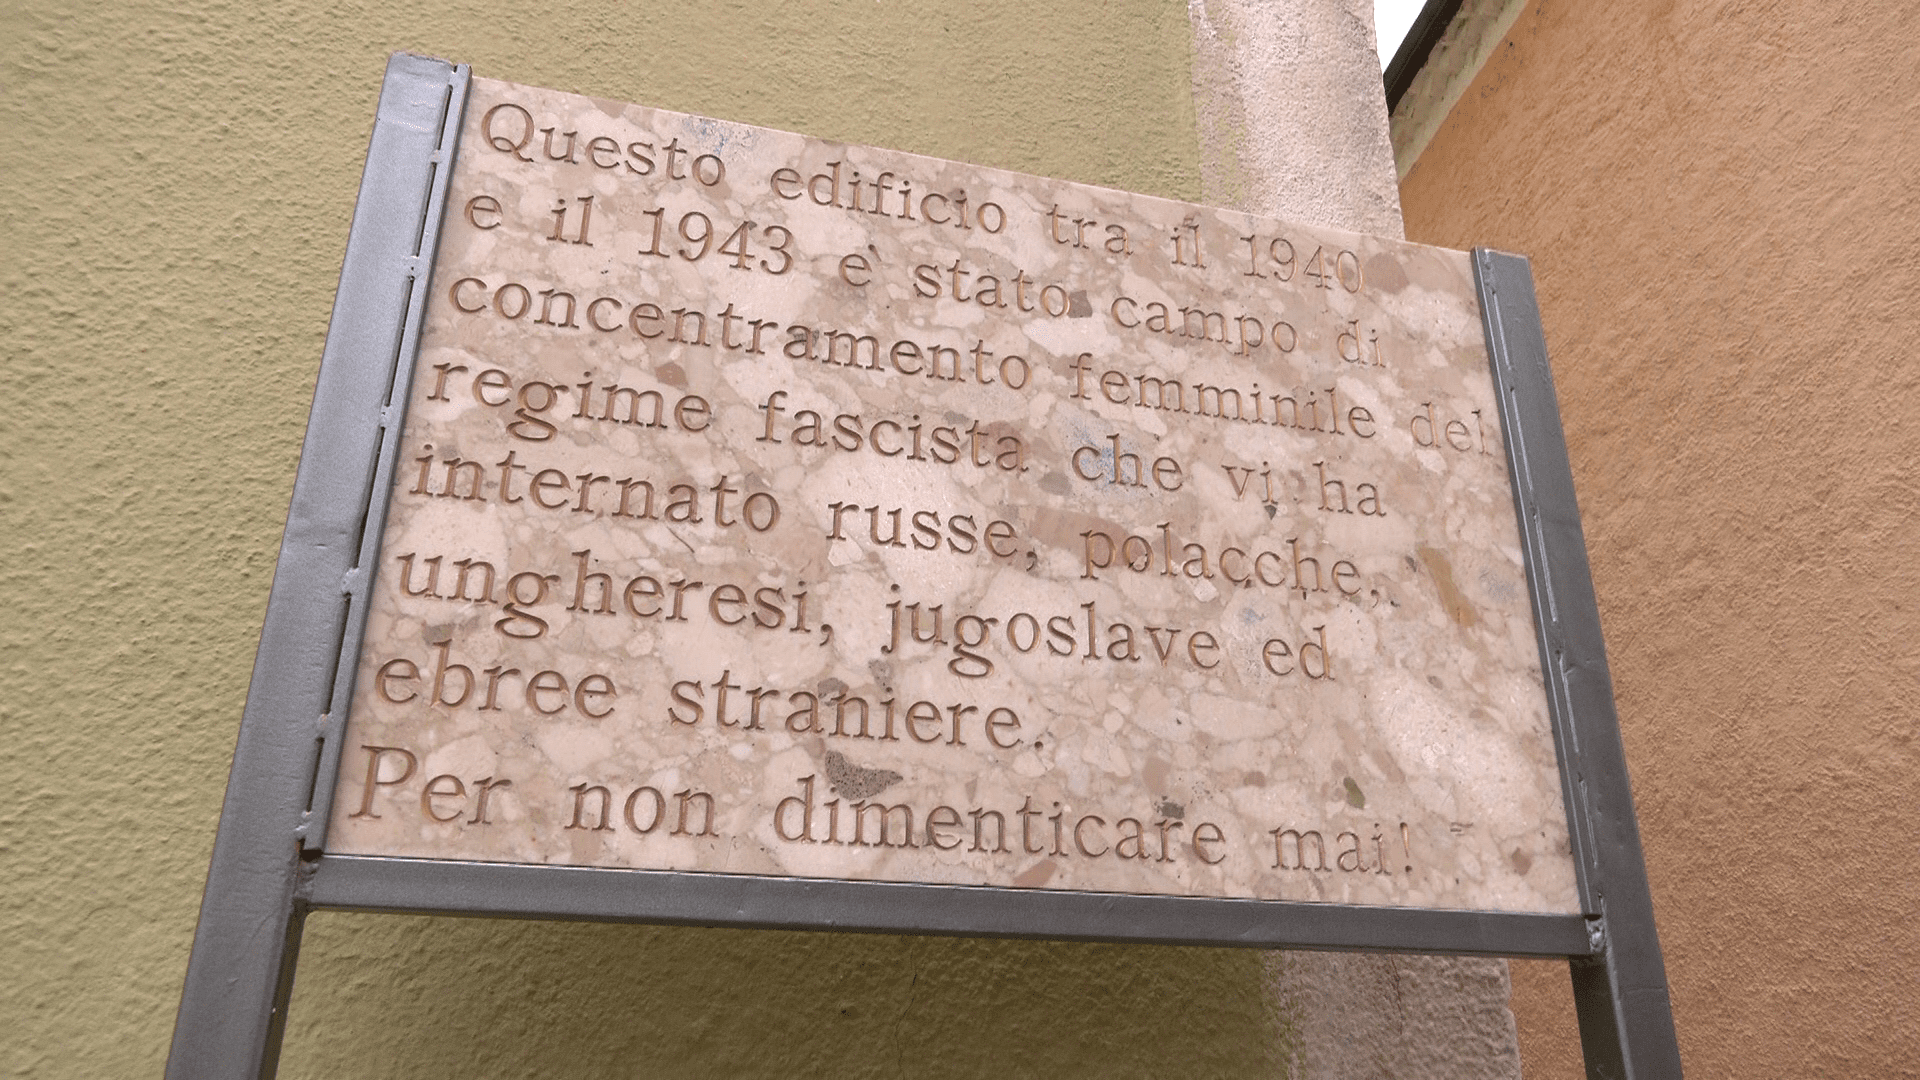 Questo edificio tra il 1940
e il 1943 e' stato campo di
concentramento femminile del
regime fascista che vi ha
internato russe, polacche,
ungheresi, jugoslave ed
ebree straniere.
Per non dimenticare mai!